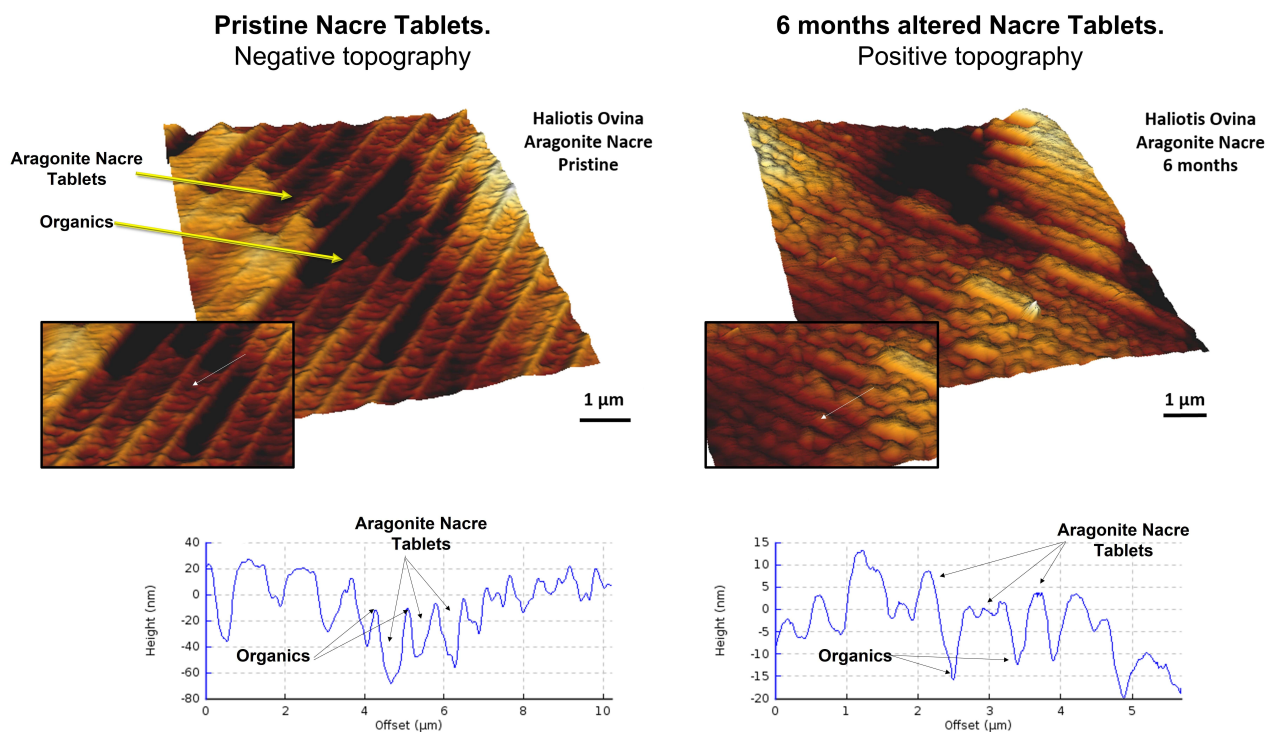 Pristine Nacre Tablets.
Negative topography
6 months altered Nacre Tablets.
Positive topography
Haliotis Ovina
Aragonite Nacre
Pristine
Haliotis Ovina
Aragonite Nacre
6 months
Aragonite Nacre
Tablets
Organics
1 µm
1 µm
Aragonite Nacre
Tablets
Organics
40
20
0
-20
-40
-60
-80
Height (nm)
0
2
4
6
8
10
Offset (µm)
Aragonite Nacre
Tablets
Organics
15
10
5
0
-5
-10
-15
-20
Height (nm)
0
1
2
3
4
5
Offset (µm)